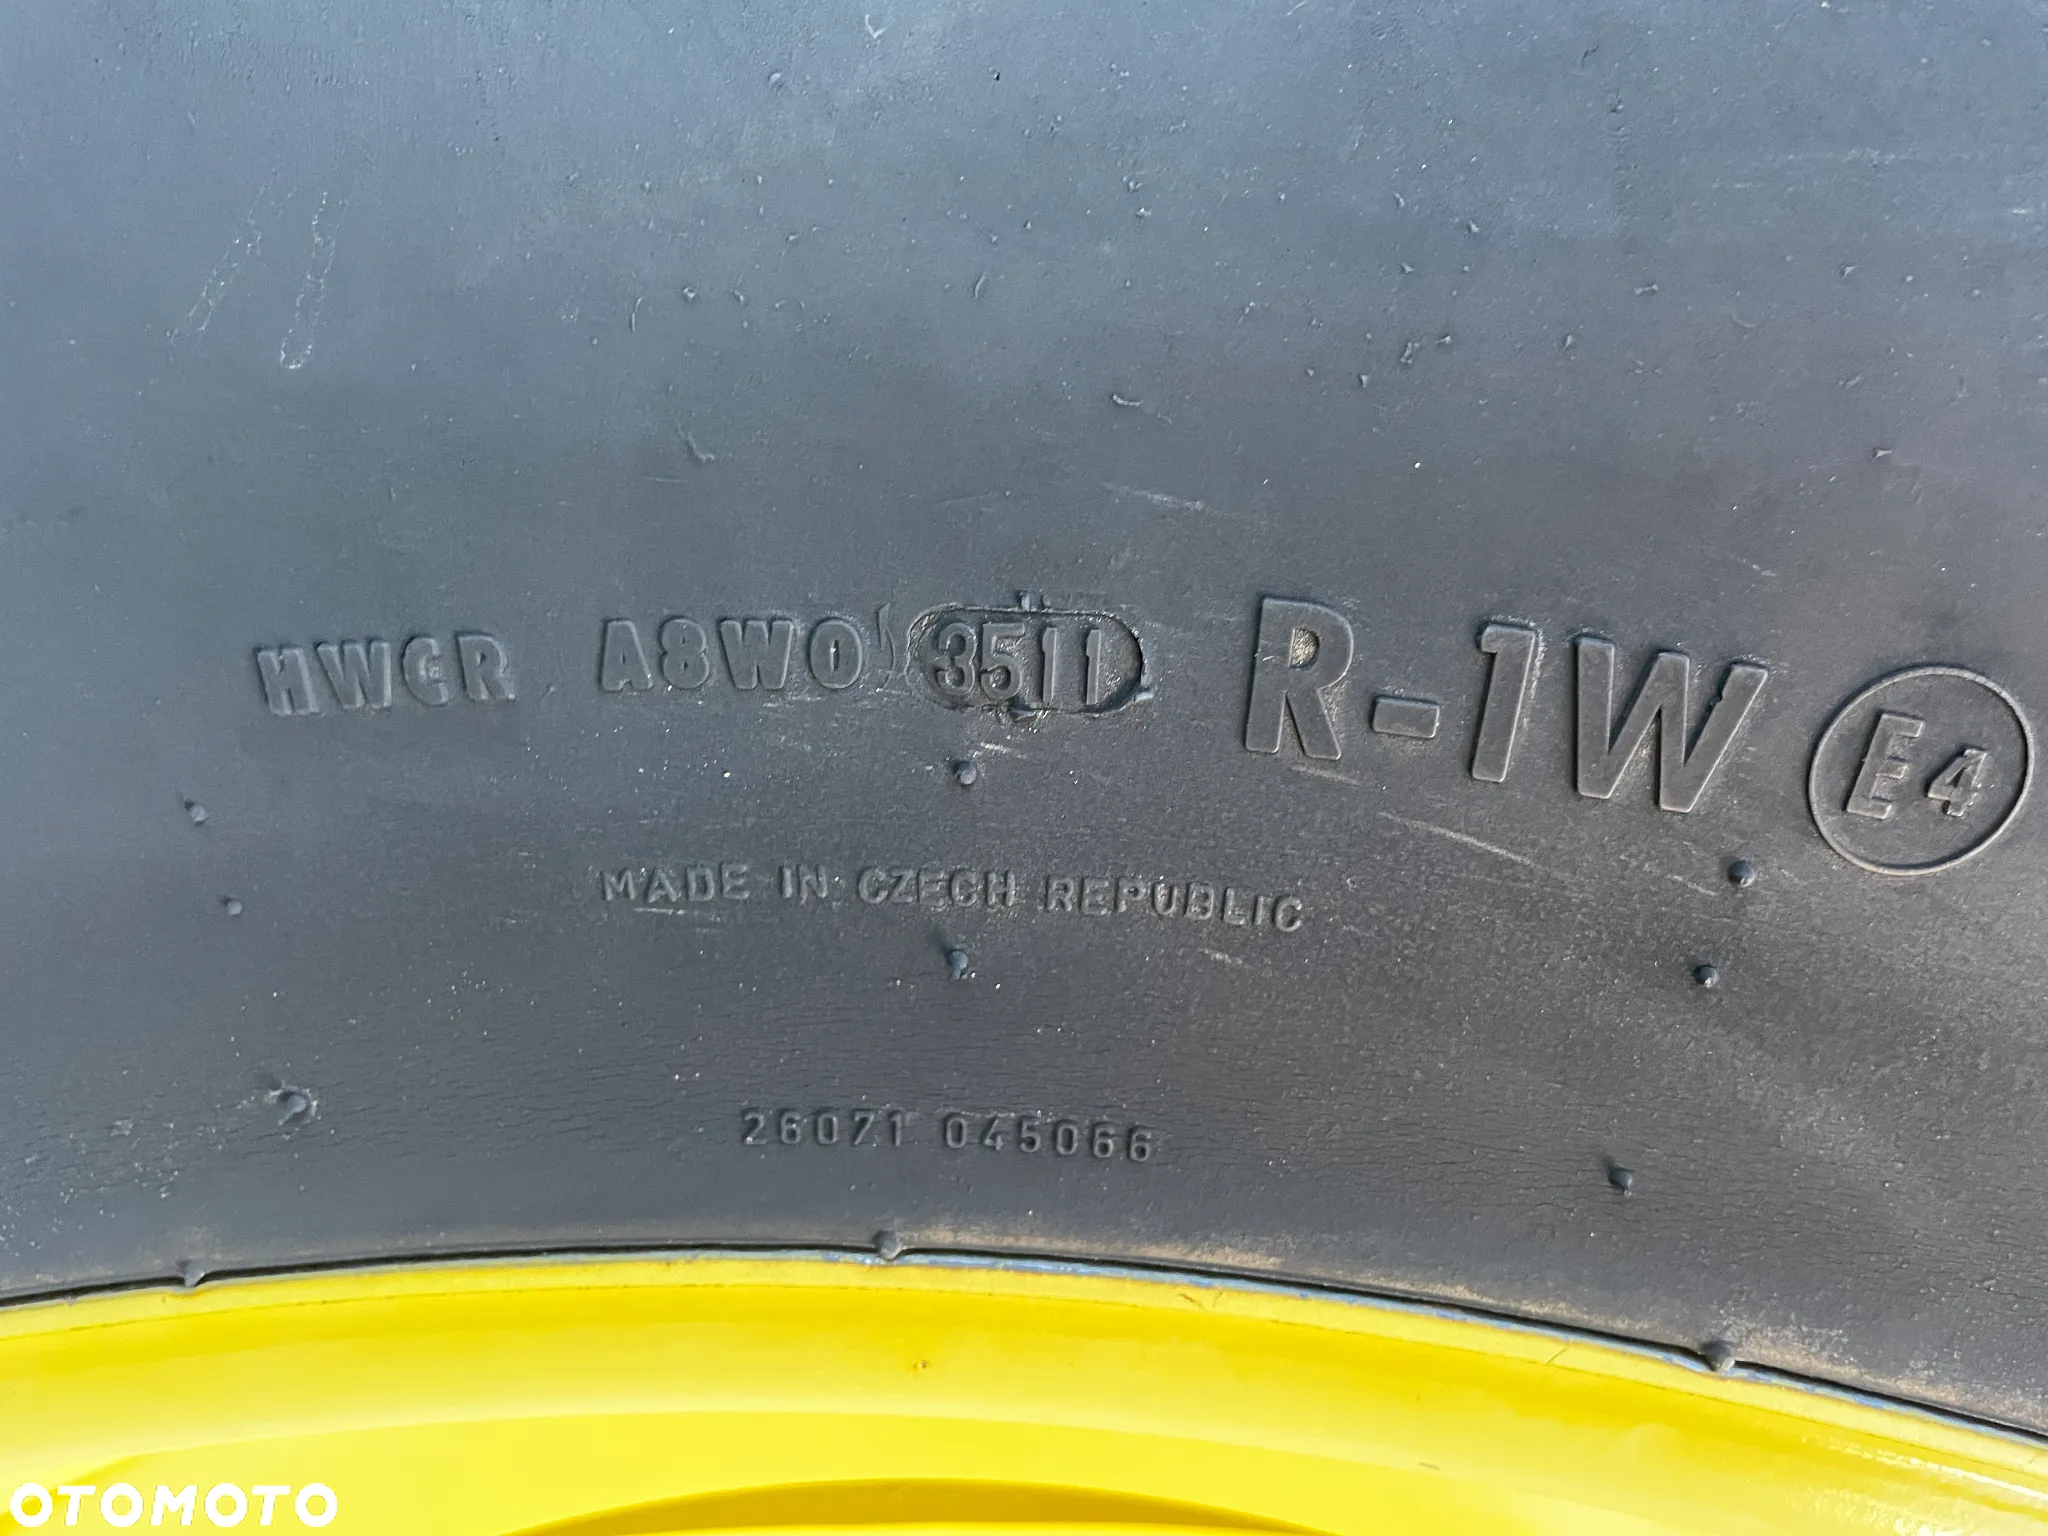 HWCR A8W0 3511 R-1W E4
MADE IN CZECH REPUBLIC
26071 045066
OTOMOTO